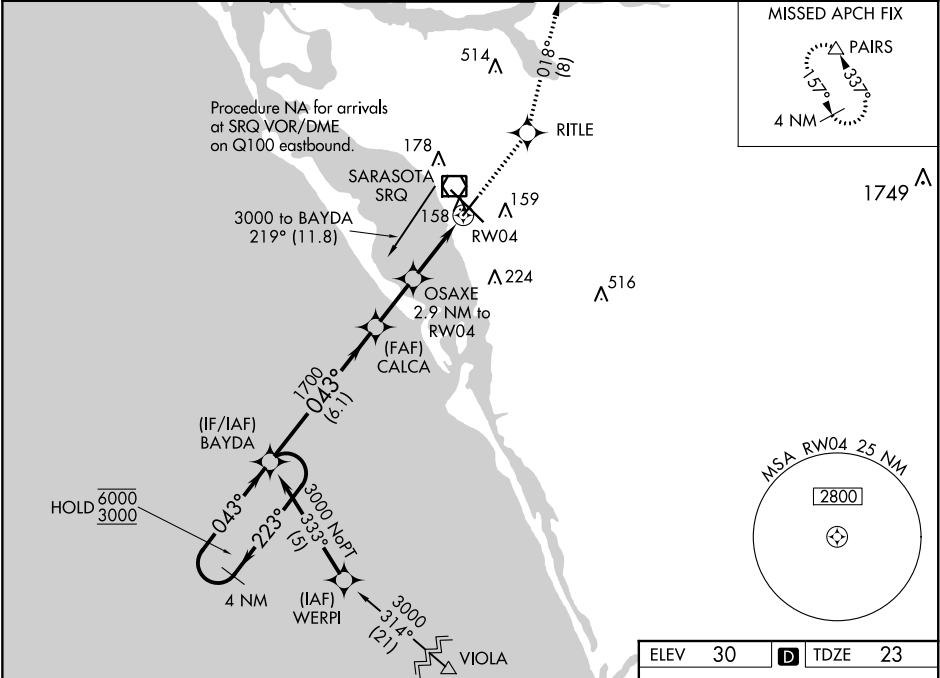 MISSED APCH FIX
PAIRS
157°
337°
4 NM
514
018°
(8)
Procedure NA for arrivals
at SRQ VOR/DME
on Q100 eastbound.
RITLE
178
SARASOTA
SRQ
1749
158
159
3000 to BAYDA
219° (11.8)
RW04
224
516
OSAXE
2.9 NM to
RW04
(FAF)
CALCA
1700
043°
(6.1)
(IF/IAF)
BAYDA
MSA RW04 25 NM
2800
HOLD
6000
3000
043°
223°
3000 NoPT
333°
(5)
4 NM
(IAF)
WERPI
3000
314°
(21)
VIOLA
ELEV 30 D TDZE 23